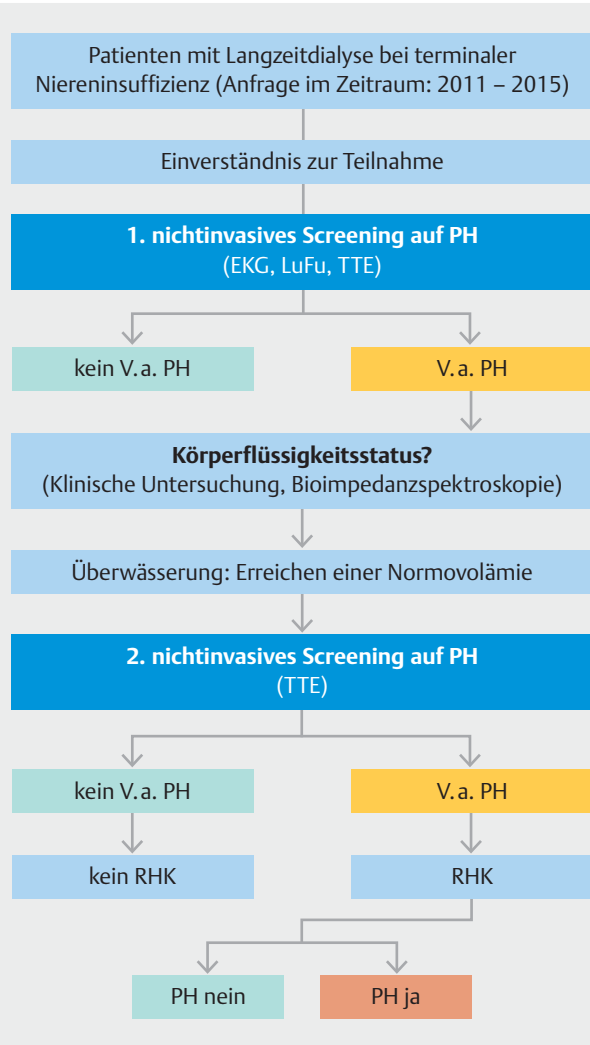 Patienten mit Langzeitdialyse bei terminaler
Niereninsuffizienz (Anfrage im Zeitraum: 2011 – 2015)
Einverständnis zur Teilnahme
1. nichtinvasives Screening auf PH
(EKG, LuFu, TTE)
kein V. a. PH
V. a. PH
Körperflüssigkeitsstatus?
(Klinische Untersuchung, Bioimpedanzspektroskopie)
Überwässerung: Erreichen einer Normovolämie
2. nichtinvasives Screening auf PH
(TTE)
kein V. a. PH
V. a. PH
kein RHK
RHK
PH nein
PH ja